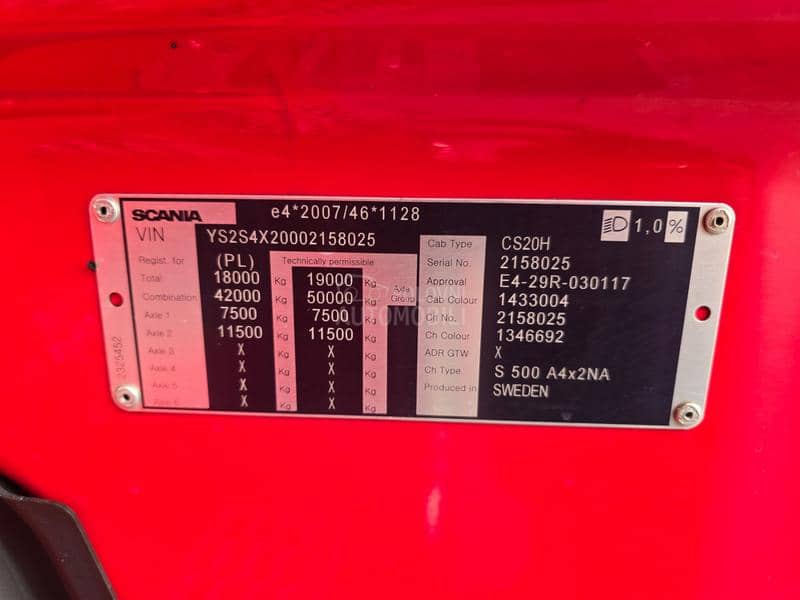 SCANIA e4*2007/46*1128 1,0 %
VIN YS2S4X20002158025
Regist. for (PL) Technically permissible
Total: 18000 Kg 19000 Kg
Combination 42000 Kg 50000 Kg Axle Group
Axle 1 7500 Kg 7500 Kg
Axle 2 11500 Kg 11500 Kg
Axle 3 X Kg X Kg
Axle 4 X Kg X Kg
Axle 5 X Kg X Kg
Axle 6 X Kg X Kg
Cab Type CS20H
Serial No. 2158025
Approval E4-29R-030117
Cab Colour 1433004
Ch No. 2158025
Ch Colour 1346692
ADR GTW X
Ch Type S 500 A4x2NA
Produced in SWEDEN
2325452
AUTOMOBILI